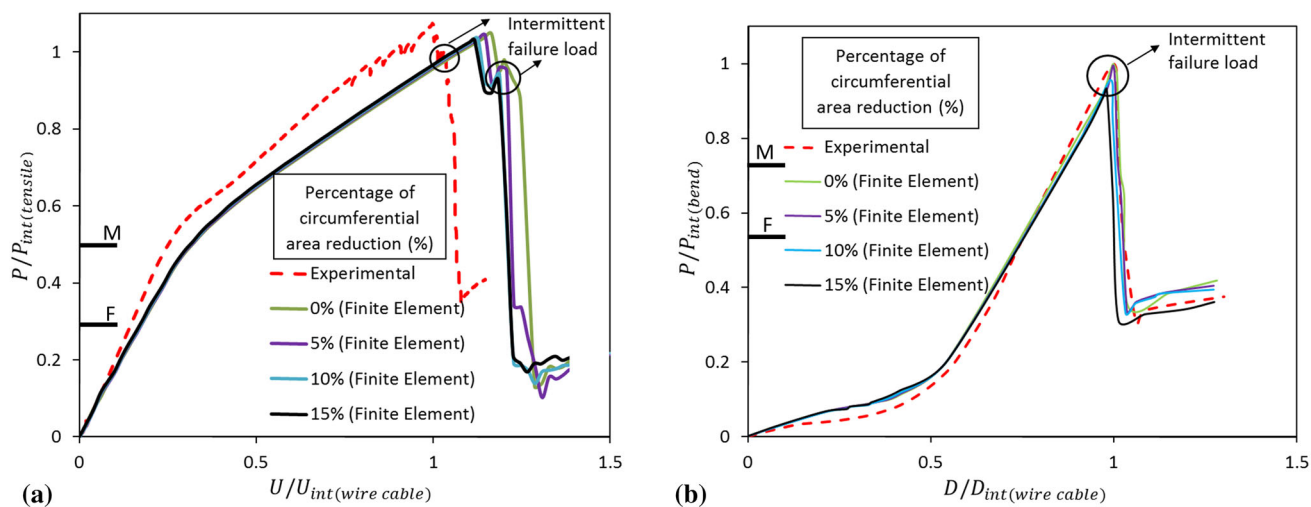 Intermittent
failure load
P/P_int(tensile)
1
0.8
0.6
0.4
0.2
0
M
F
Percentage of
circumferential
area reduction (%)
Experimental
0% (Finite Element)
5% (Finite Element)
10% (Finite Element)
15% (Finite Element)
0
0.5
1
1.5
(a)
U/U_int(wire cable)
Intermittent
failure load
P/P_int(bend)
1.2
1
0.8
0.6
0.4
0.2
0
M
F
Percentage of
circumferential
area reduction (%)
Experimental
0% (Finite Element)
5% (Finite Element)
10% (Finite Element)
15% (Finite Element)
0
0.5
1
1.5
(b)
D/D_int(wire cable)